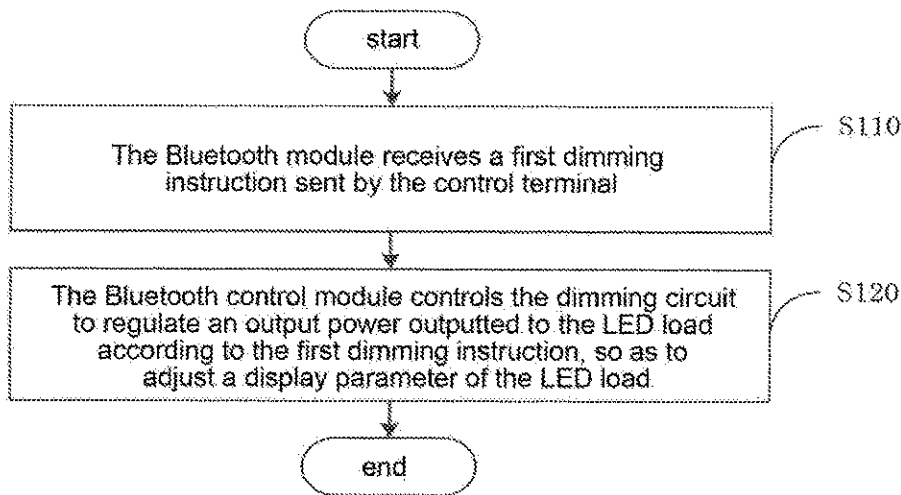 start
The Bluetooth module receives a first dimming
instruction sent by the control terminal
S110
The Bluetooth control module controls the dimming circuit
to regulate an output power outputted to the LED load
according to the first dimming instruction, so as to
adjust a display parameter of the LED load
S120
end